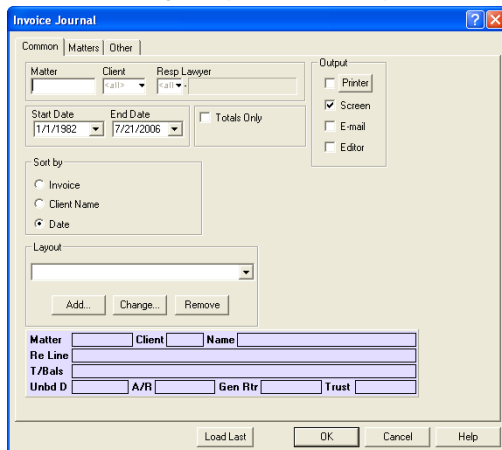 Invoice Journal
Common Matters Other
Matter Client Resp Lawyer
<all> <all
Start Date End Date
1/1/1982 7/21/2006
Totals Only
Output
Printer
Screen
E-mail
Editor
Sort by
Invoice
Client Name
Date
Layout
Add... Change... Remove
Matter Client Name
Re Line
T/Bals
Unbd D A/R Gen Rtr Trust
Load Last OK Cancel Help